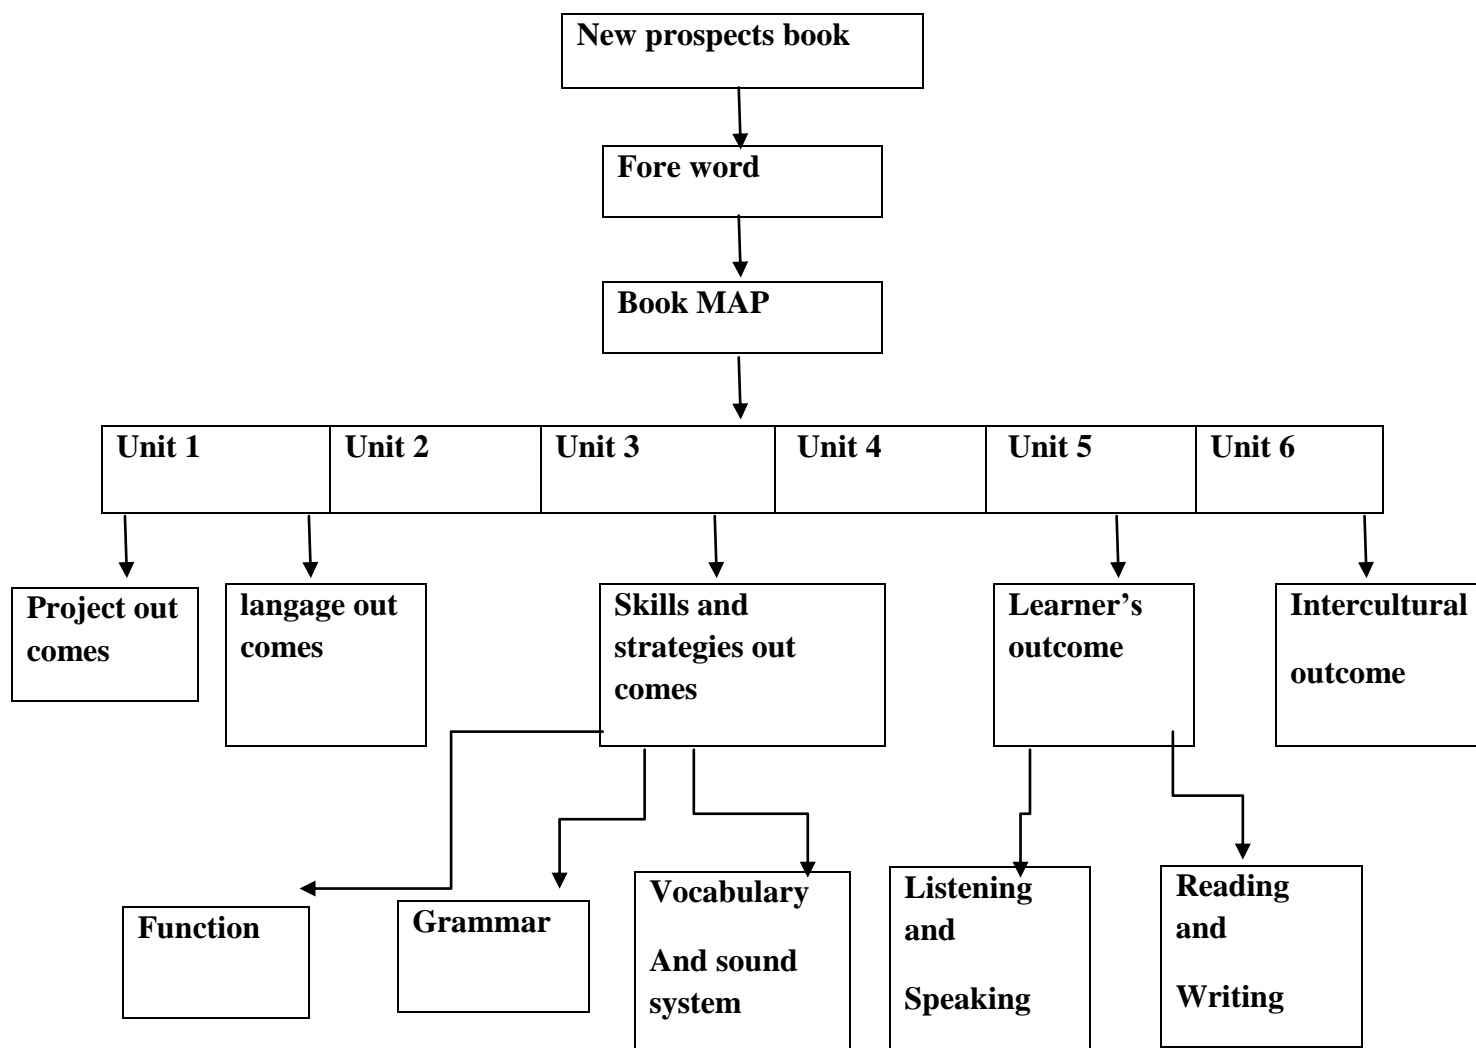 New prospects book
Fore word
Book MAP
Unit 1
Unit 2
Unit 3
Unit 4
Unit 5
Unit 6
Project out
comes
langage out
comes
Skills and
strategies out
comes
Learner’s
outcome
Intercultural
outcome
Function
Grammar
Vocabulary
And sound
system
Listening
and
Speaking
Reading
and
Writing